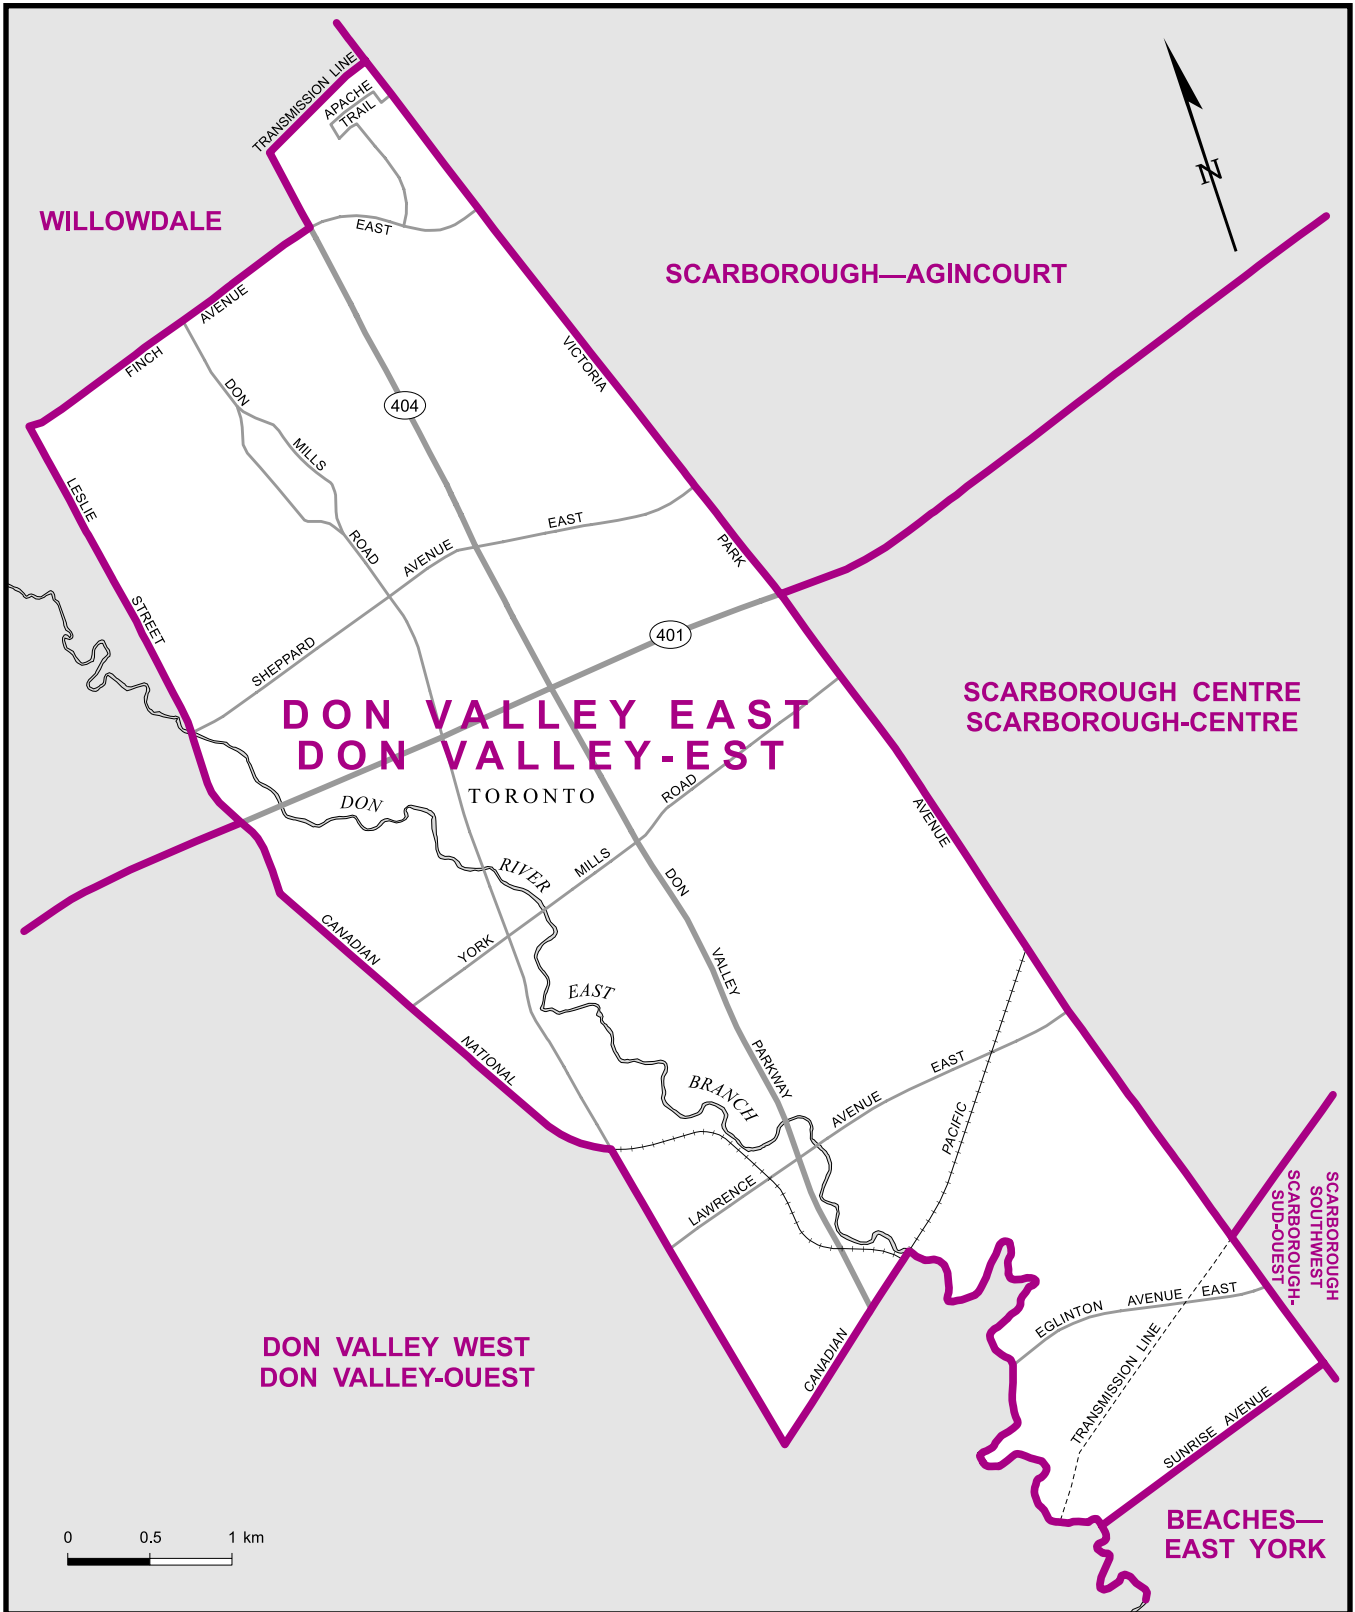 TRANSMISSION LINE
APACHE
TRAIL
N
WILLOWDALE
EAST
SCARBOROUGH—AGINCOURT
AVENUE
FINCH
VICTORIA
DON
404
MILLS
LESLIE
EAST
ROAD
AVENUE
PARK
STREET
401
SHEPPARD
SCARBOROUGH CENTRE
SCARBOROUGH-CENTRE
DON VALLEY EAST
DON VALLEY-EST
TORONTO
ROAD
DON
AVENUE
RIVER
MILLS
DON
CANADIAN
YORK
VALLEY
EAST
NATIONAL
PARKWAY
EAST
BRANCH
AVENUE
PACIFIC
LAWRENCE
SCARBOROUGH
SOUTHWEST
SCARBOROUGH-
SUD-OUEST
EGLINTON
AVENUE
EAST
DON VALLEY WEST
DON VALLEY-OUEST
CANADIAN
TRANSMISSION LINE
SUNRISE AVENUE
BEACHES—
EAST YORK
0 0.5 1 km